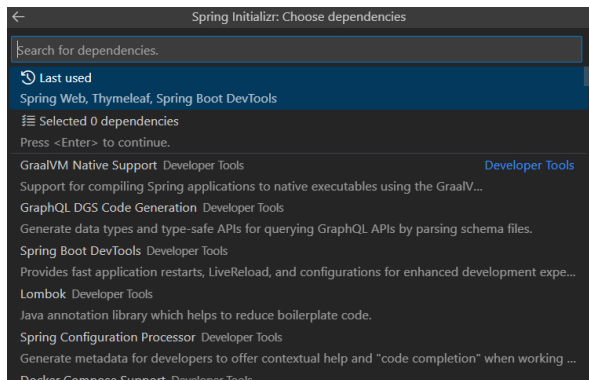 Spring Initializr: Choose dependencies
Search for dependencies.
Last used
Spring Web, Thymeleaf, Spring Boot DevTools
Selected 0 dependencies
Press <Enter> to continue.
GraalVM Native Support Developer Tools Developer Tools
Support for compiling Spring applications to native executables using the GraalV...
GraphQL DGS Code Generation Developer Tools
Generate data types and type-safe APIs for querying GraphQL APIs by parsing schema files.
Spring Boot DevTools Developer Tools
Provides fast application restarts, LiveReload, and configurations for enhanced development expe...
Lombok Developer Tools
Java annotation library which helps to reduce boilerplate code.
Spring Configuration Processor Developer Tools
Generate metadata for developers to offer contextual help and "code completion" when working ...
Docker Compose Support Developer Tools